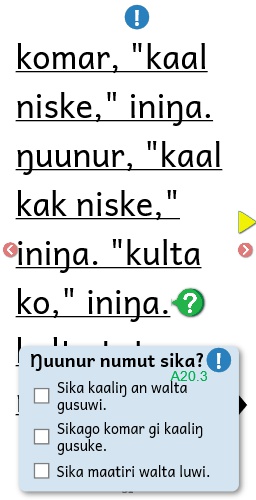 komar, "kaal
niske," iniŋa.
ŋuunur, "kaal
kak niske,"
iniŋa. "kulta
ko," iniŋa.
Ŋuunur numut sika?
A20.3
Sika kaaliŋ an walta
gusuwi.
Sikago komar gi kaaliŋ
gusuke.
Sika maatiri walta luwi.